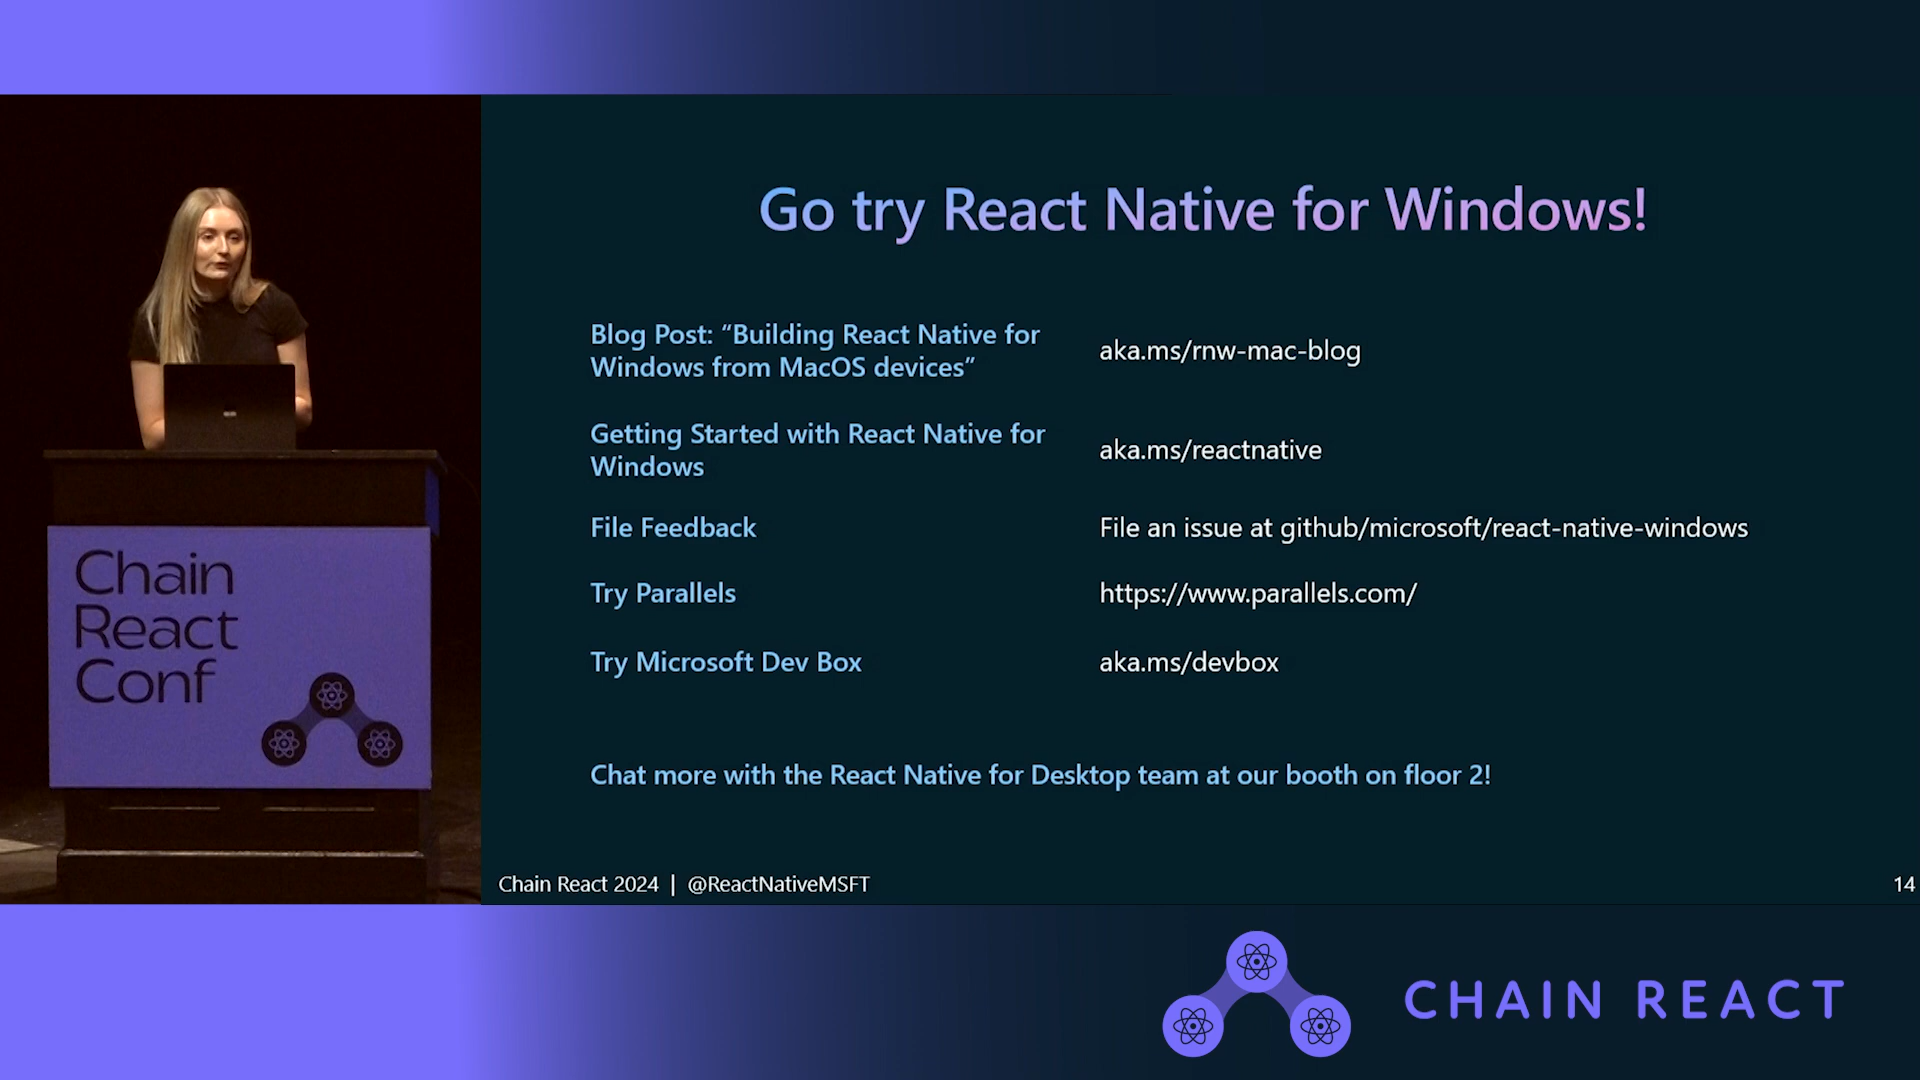 Go try React Native for Windows!
Blog Post: “Building React Native for
Windows from MacOS devices”
aka.ms/rnw-mac-blog
Getting Started with React Native for
Windows
aka.ms/reactnative
File Feedback
File an issue at github/microsoft/react-native-windows
Try Parallels
https://www.parallels.com/
Try Microsoft Dev Box
aka.ms/devbox
Chat more with the React Native for Desktop team at our booth on floor 2!
Chain React 2024 | @ReactNativeMSFT
14
Chain
React
Conf
CHAIN REACT